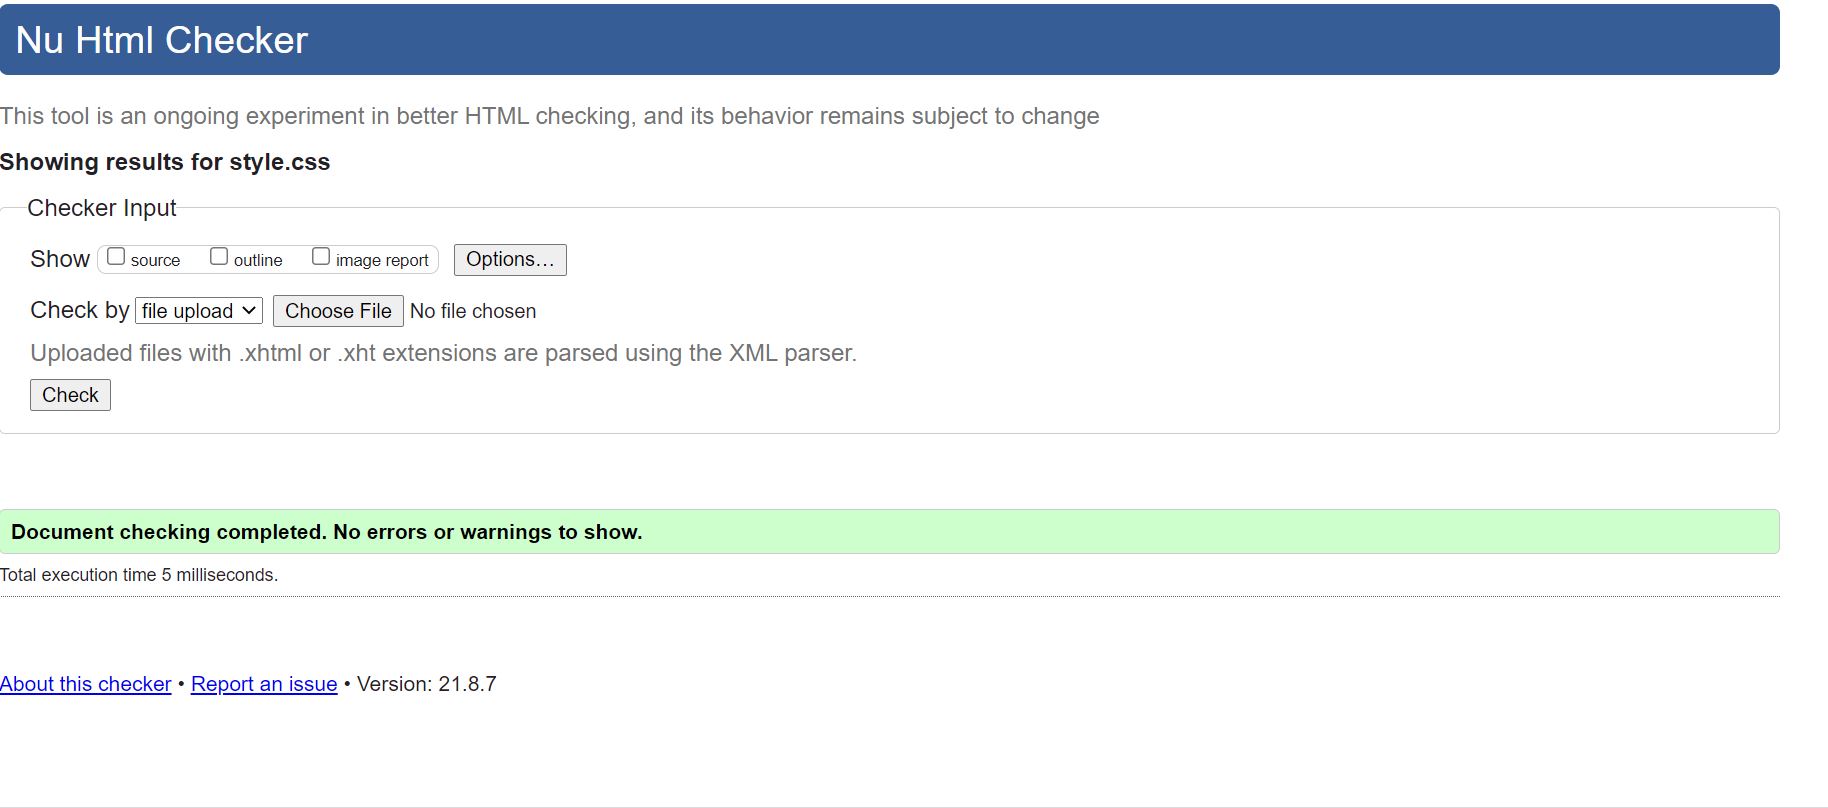 Nu Html Checker
This tool is an ongoing experiment in better HTML checking, and its behavior remains subject to change
Showing results for style.css
Checker Input
Show source outline image report Options...
Check by file upload Choose File No file chosen
Uploaded files with .xhtml or .xht extensions are parsed using the XML parser.
Check
Document checking completed. No errors or warnings to show.
Total execution time 5 milliseconds.
About this checker • Report an issue • Version: 21.8.7